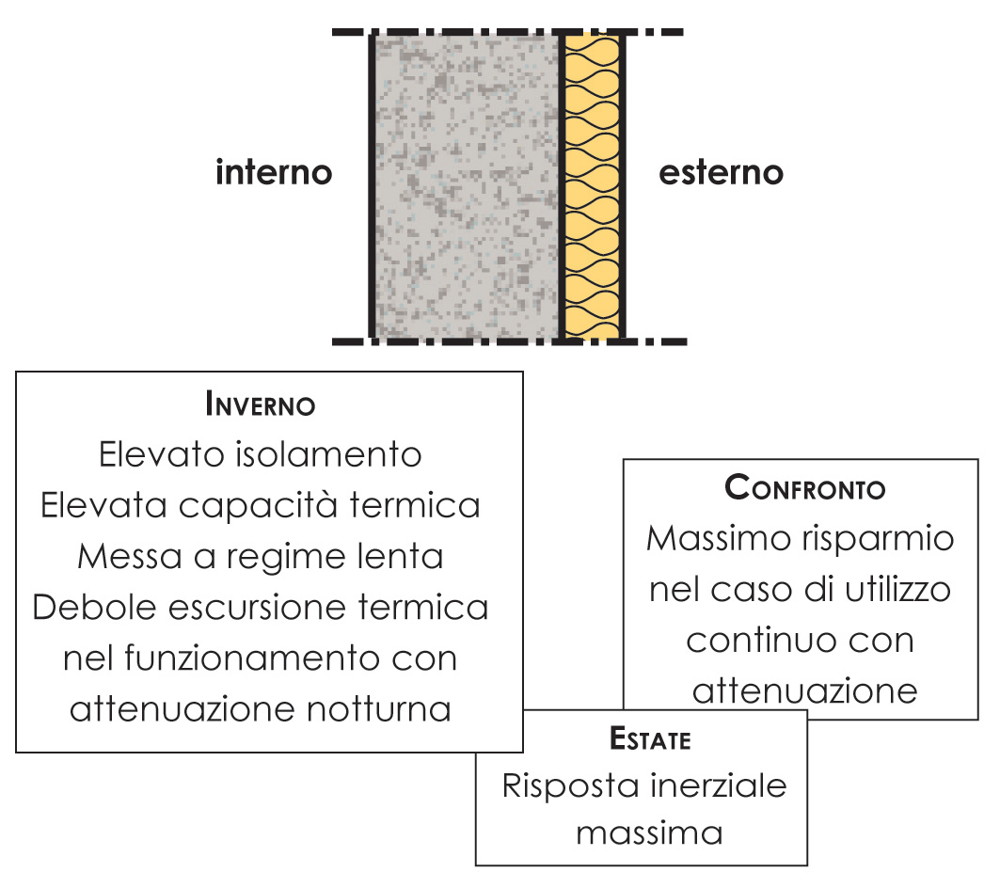 interno
esterno
INVERNO
Elevato isolamento
Elevata capacità termica
Messa a regime lenta
Debole escursione termica
nel funzionamento con
attenuazione notturna
CONFRONTO
Massimo risparmio
nel caso di utilizzo
continuo con
attenuazione
ESTATE
Risposta inerziale
massima